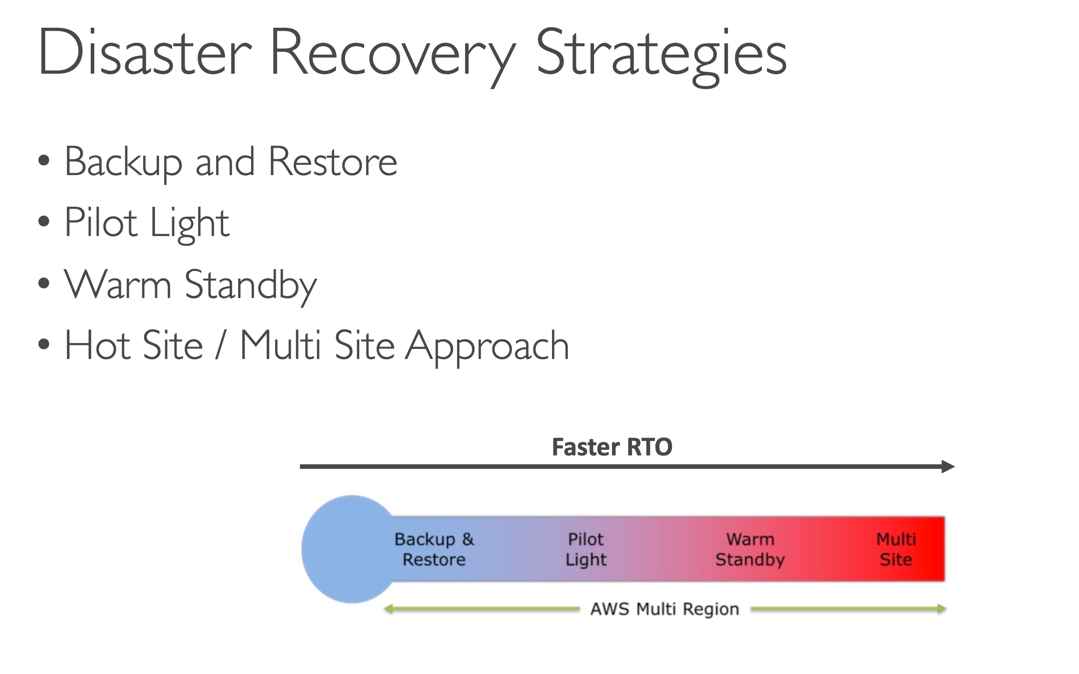 Disaster Recovery Strategies
• Backup and Restore
• Pilot Light
• Warm Standby
• Hot Site / Multi Site Approach
Faster RTO
Backup &
Restore
Pilot
Light
Warm
Standby
Multi
Site
AWS Multi Region